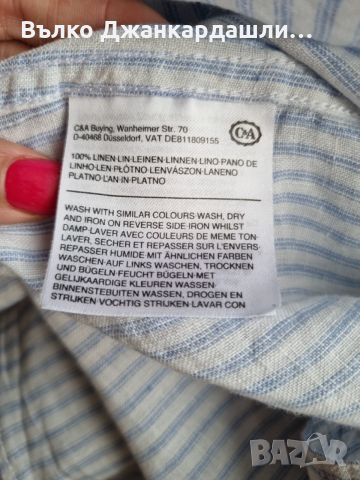 Вълко Джанкардашли...
C&A Buying, Wanheimer Str. 70
D-40468 Düsseldorf, VAT DE811809155
C&A
100% LINEN·LIN·LEINEN·LINNEN·LINO·PANO DE
LINHO·LEN·PŁÓTNO·LENVÁSZON·LANENO
PLATNO·ĽAN·IN·PLATNO
WASH WITH SIMILAR COLOURS·WASH, DRY
AND IRON ON REVERSE SIDE·IRON WHILST
DAMP·LAVER AVEC COULEURS DE MEME TON·
LAVER, SECHER ET REPASSER SUR L'ENVERS·
REPASSER HUMIDE·MIT ÄHNLICHEN FARBEN
WASCHEN·AUF LINKS WASCHEN, TROCKNEN
UND BÜGELN·FEUCHT BÜGELN·MET
GELIJKAARDIGE KLEUREN WASSEN·
BINNENSTEBUITEN WASSEN, DROGEN EN
STRIJKEN·VOCHTIG STRIJKEN·LAVAR CON
bazar